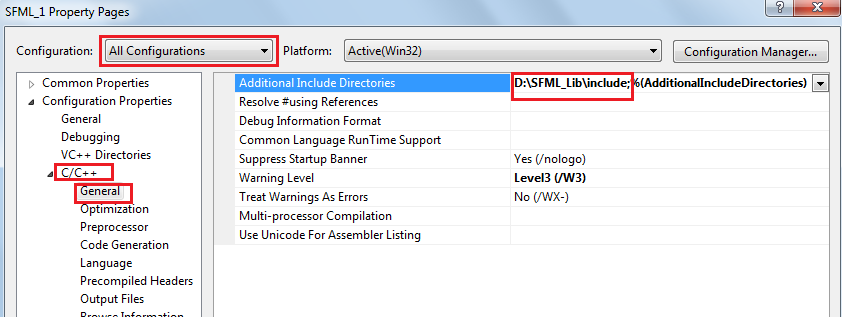 SFML_1 Property Pages
Configuration: All Configurations Platform: Active(Win32) Configuration Manager...
Common Properties
Configuration Properties
General
Debugging
VC++ Directories
C/C++
General
Optimization
Preprocessor
Code Generation
Language
Precompiled Headers
Output Files
Browse Information
Additional Include Directories D:\SFML_Lib\include;%(AdditionalIncludeDirectories)
Resolve #using References
Debug Information Format
Common Language RunTime Support
Suppress Startup Banner Yes (/nologo)
Warning Level Level3 (/W3)
Treat Warnings As Errors No (/WX-)
Multi-processor Compilation
Use Unicode For Assembler Listing